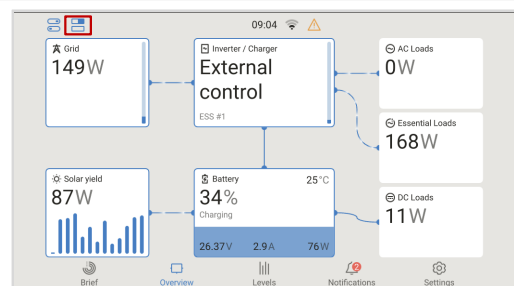 09:04
Grid
149W
Inverter / Charger
External
control
ESS #1
AC Loads
0W
Essential Loads
168W
Solar yield
87W
Battery
25°C
34%
Charging
26.37V 2.9A 76W
DC Loads
11W
2
Brief Overview Levels Notifications Settings